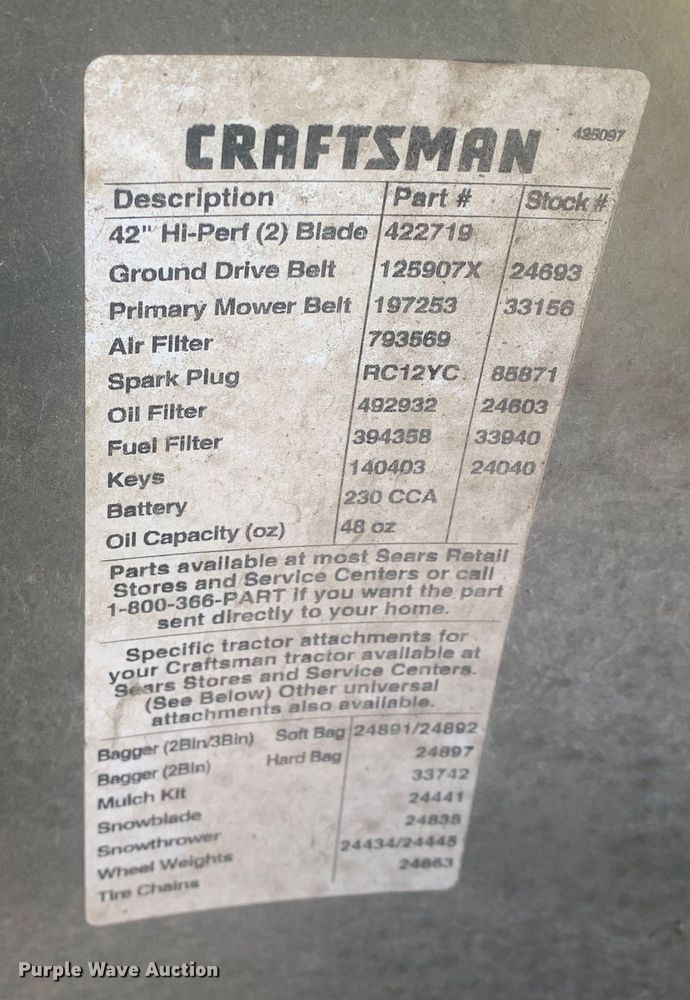 CRAFTSMAN 425097
Description Part # Stock #
42" Hi-Perf (2) Blade 422719
Ground Drive Belt 125907X 24693
Primary Mower Belt 197253 33156
Air Filter 793569
Spark Plug RC12YC. 85871
Oil Filter 492932 24603
Fuel Filter 394358 33940
Keys 140403 24040
Battery 230 CCA
Oil Capacity (oz) 48 oz
Parts available at most Sears Retail
Stores and Service Centers or call
1-800-366-PART if you want the part
sent directly to your home.
Specific tractor attachments for
your Craftsman tractor available at
Sears Stores and Service Centers.
(See Below) Other universal
attachments also available.
Bagger (2Bin/3Bin) Soft Bag 24891/24892
Bagger (2Bin) Hard Bag 24897
Mulch Kit 33742
Snowblade 24441
Snowthrower 24838
Wheel Weights 24434/24445
Tire Chains 24663
Purple Wave Auction